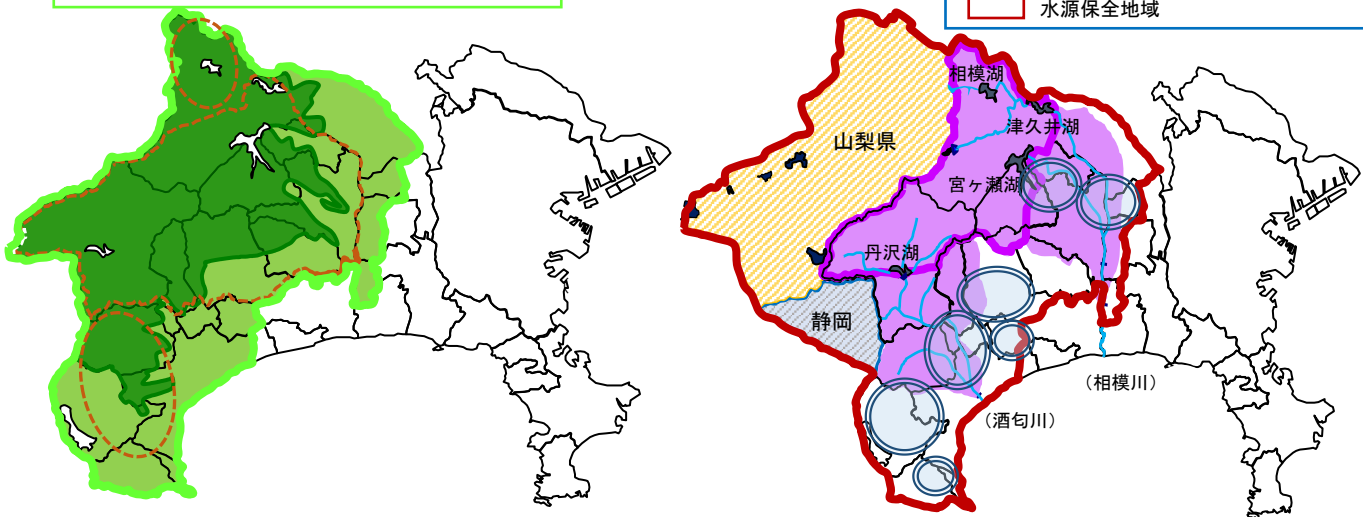 水源保全地域
相模湖
津久井湖
山梨県
宮ヶ瀬湖
丹沢湖
静岡
（相模川）
（酒匂川）